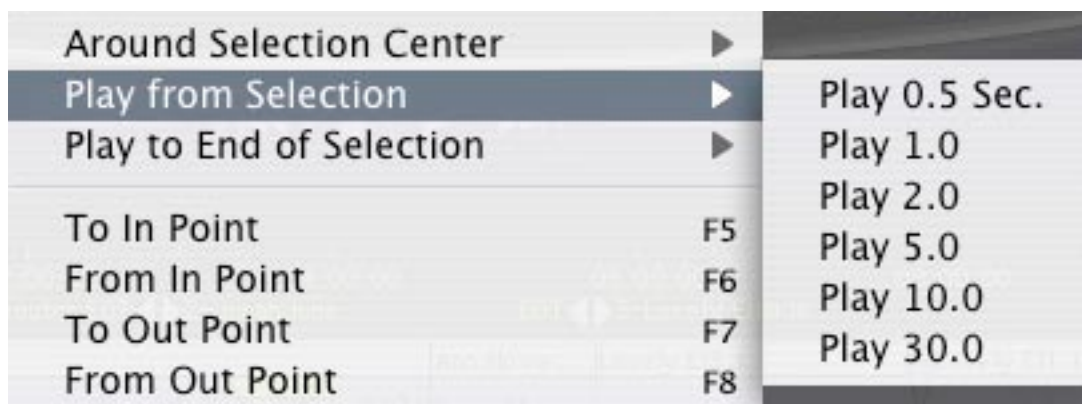 Around Selection Center
Play from Selection
Play to End of Selection
To In Point F5
From In Point F6
To Out Point F7
From Out Point F8
Play 0.5 Sec.
Play 1.0
Play 2.0
Play 5.0
Play 10.0
Play 30.0